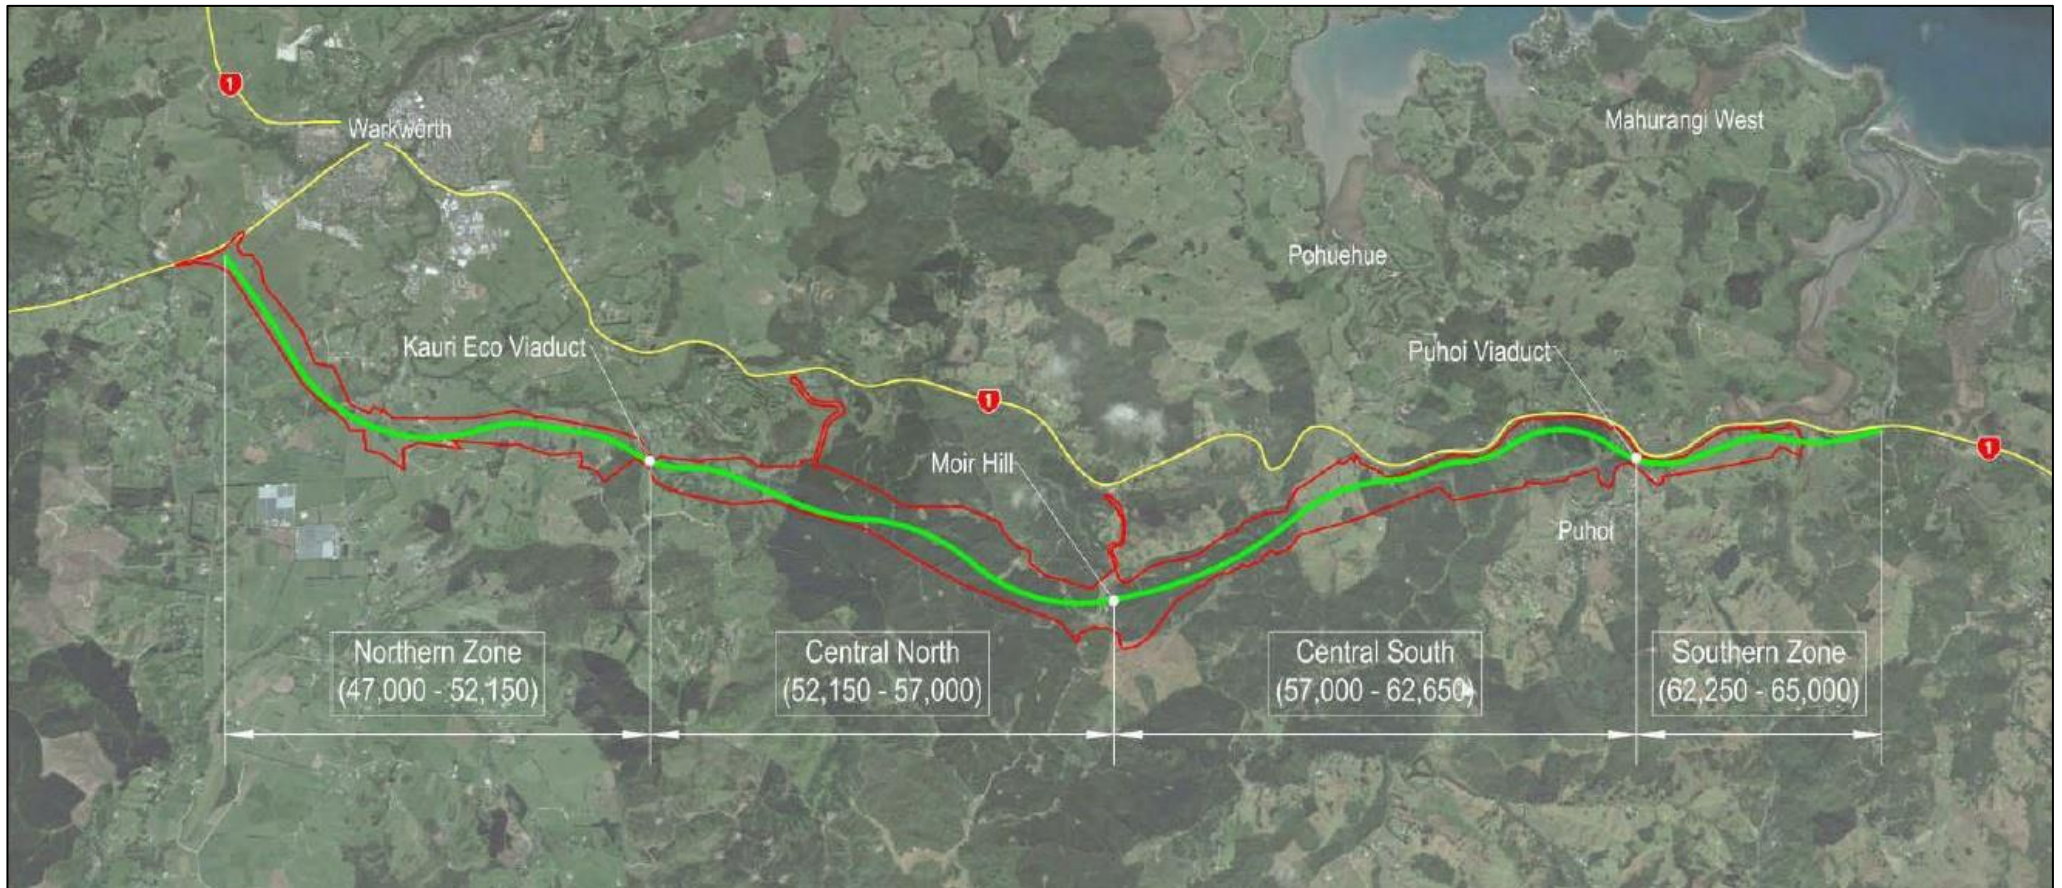 1
Warkworth
Mahurangi West
Pohuehue
Kauri Eco Viaduct
Puhoi Viaduct
1
Moir Hill
1
Puhoi
Northern Zone
(47,000 - 52,150)
Central North
(52,150 - 57,000)
Central South
(57,000 - 62,650)
Southern Zone
(62,250 - 65,000)